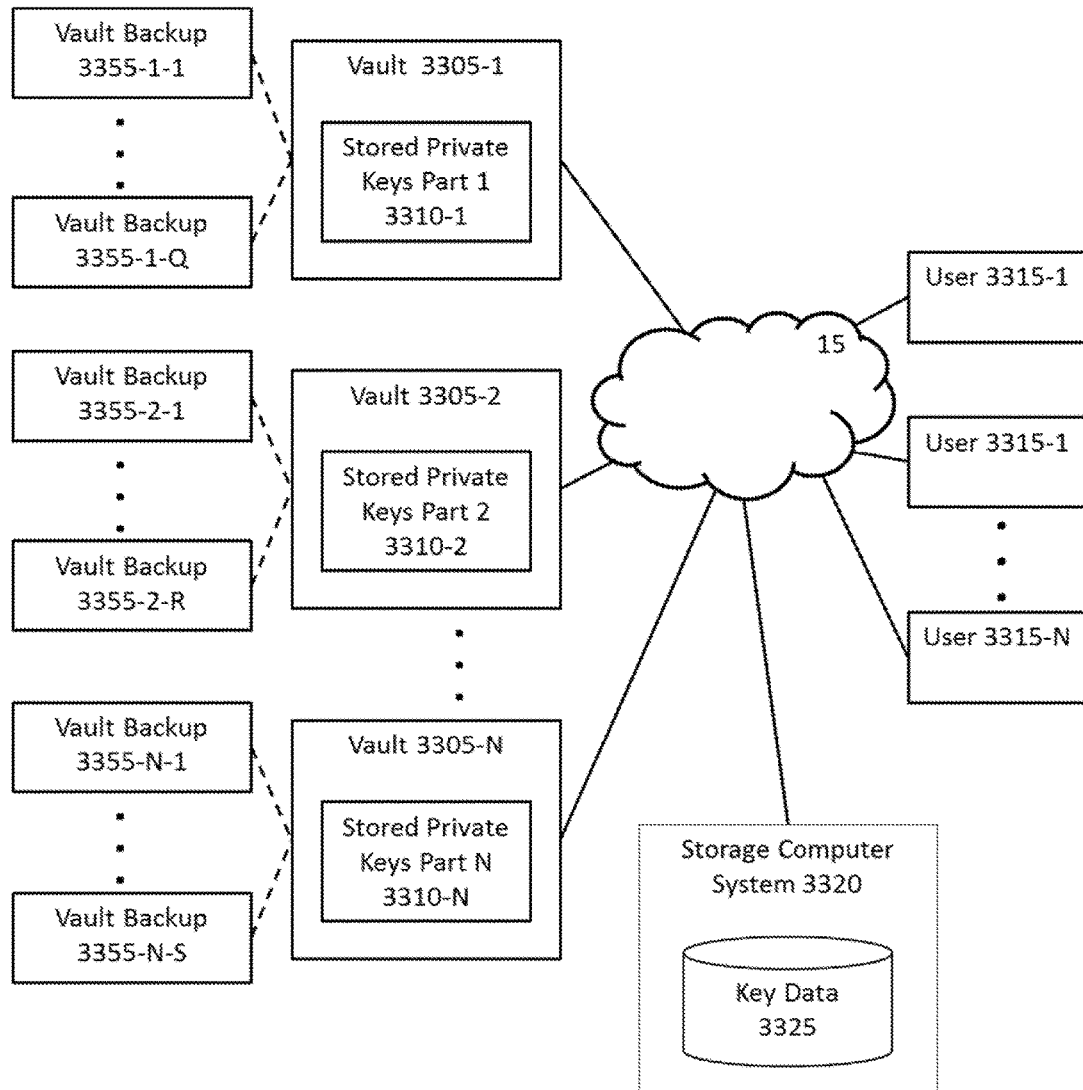 Vault Backup
3355-1-1
Vault Backup
3355-1-Q
Vault 3305-1
Stored Private
Keys Part 1
3310-1
Vault Backup
3355-2-1
Vault Backup
3355-2-R
Vault 3305-2
Stored Private
Keys Part 2
3310-2
Vault Backup
3355-N-1
Vault Backup
3355-N-S
Vault 3305-N
Stored Private
Keys Part N
3310-N
15
User 3315-1
User 3315-1
User 3315-N
Storage Computer
System 3320
Key Data
3325